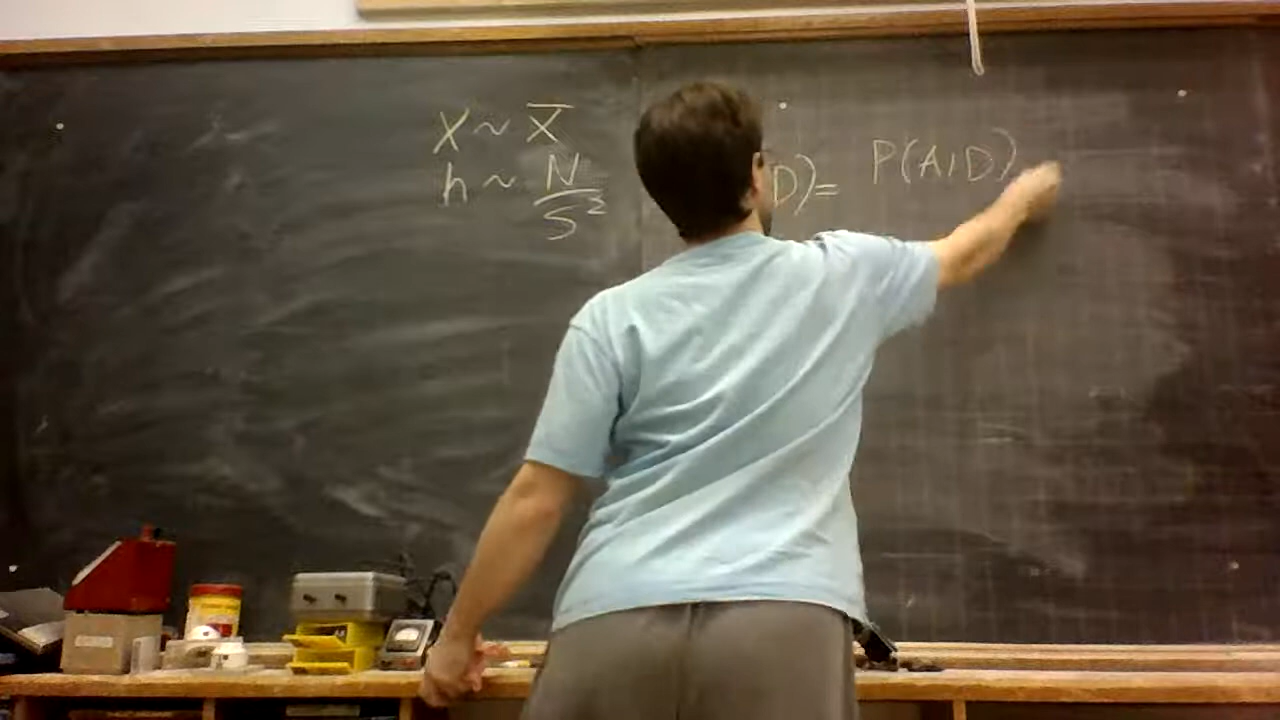 X ~ X̅
h ~ N/S²
D)= P(A,D)